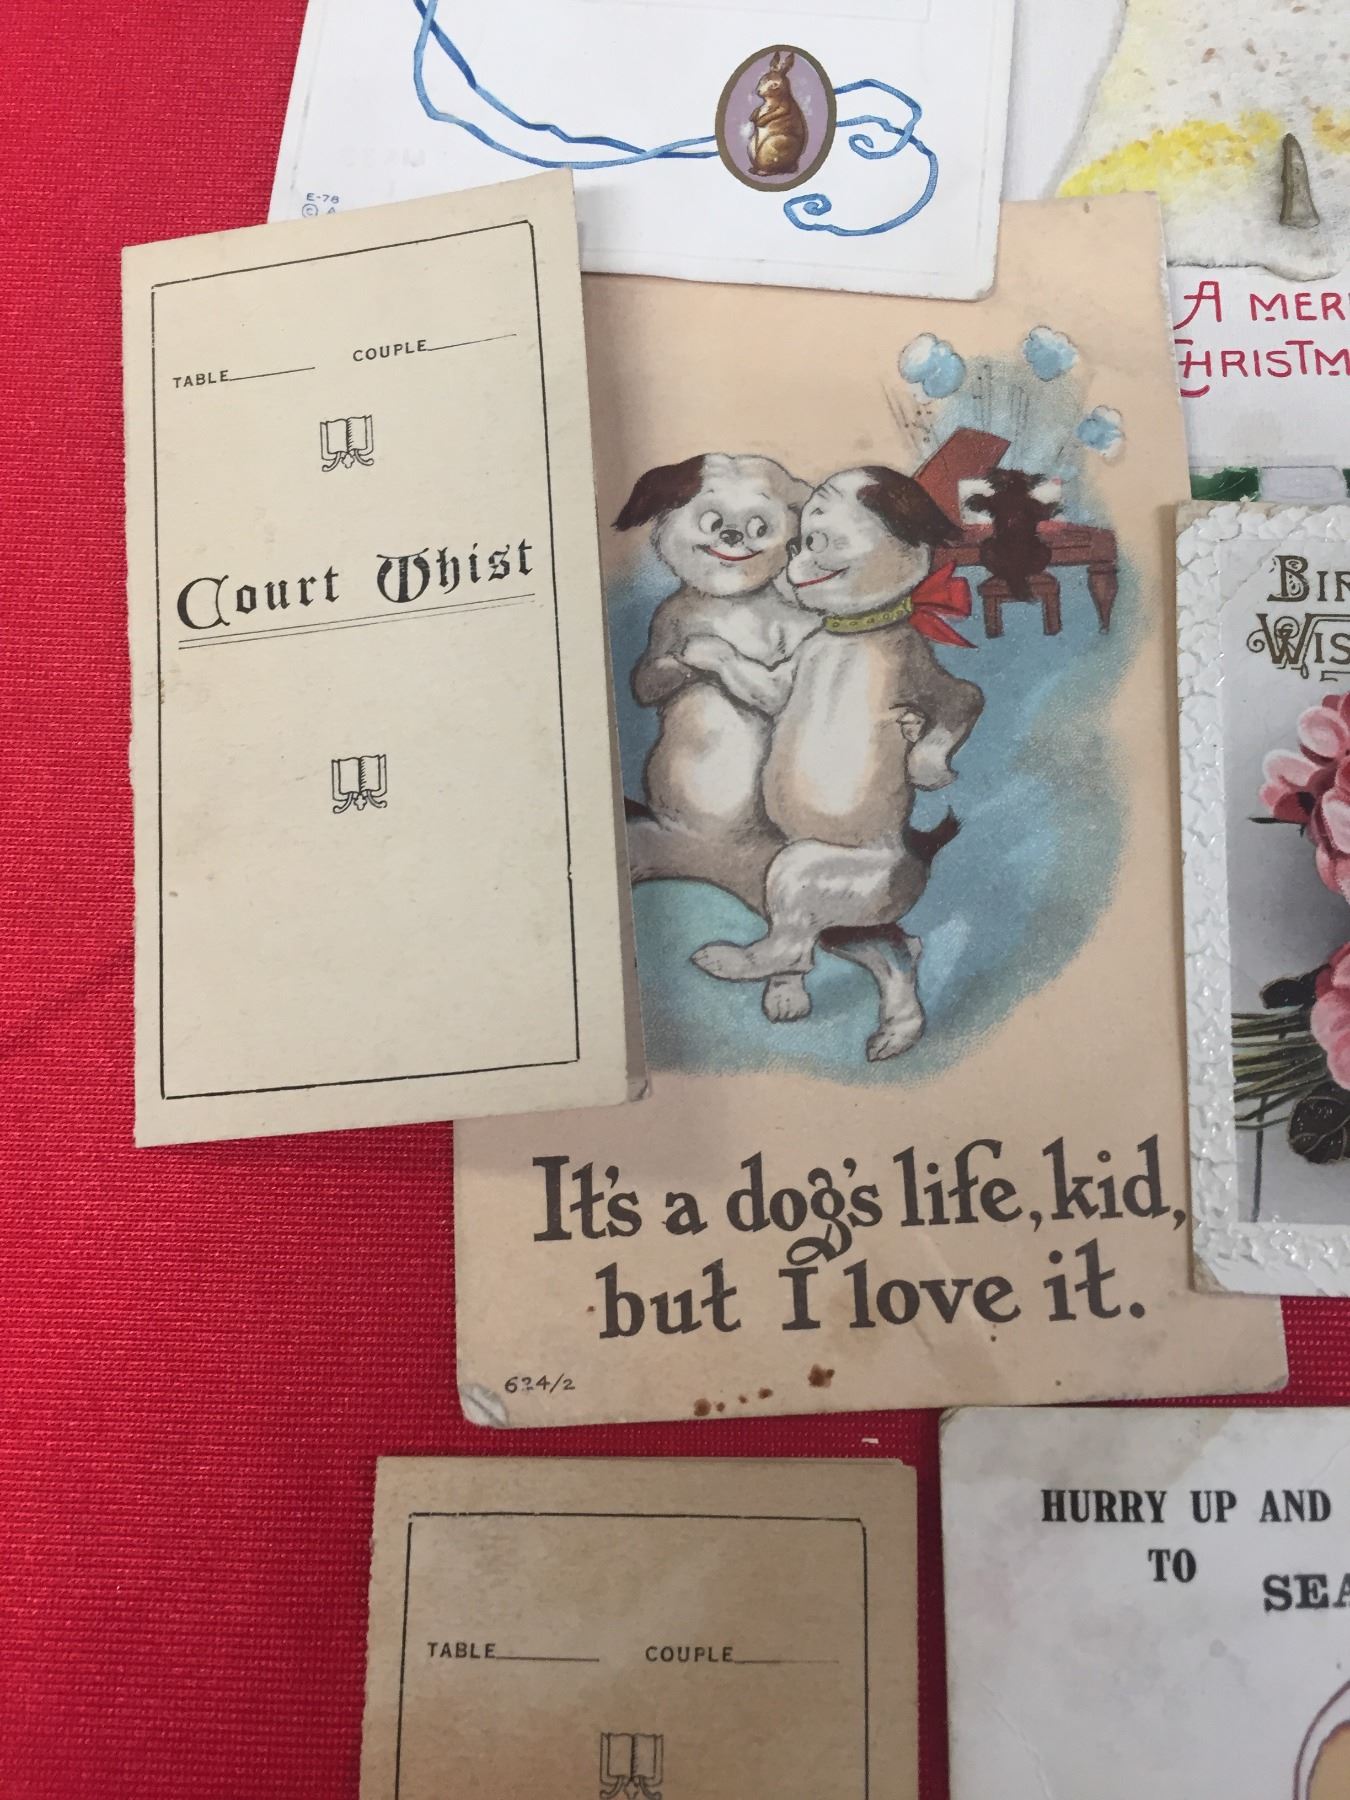 E-78
©
A MER
CHRISTM
TABLE
COUPLE
Court Whist
BIR
WIS
It's a dog's life, kid,
but I love it.
624/2
HURRY UP AND
TO
SEA
TABLE
COUPLE